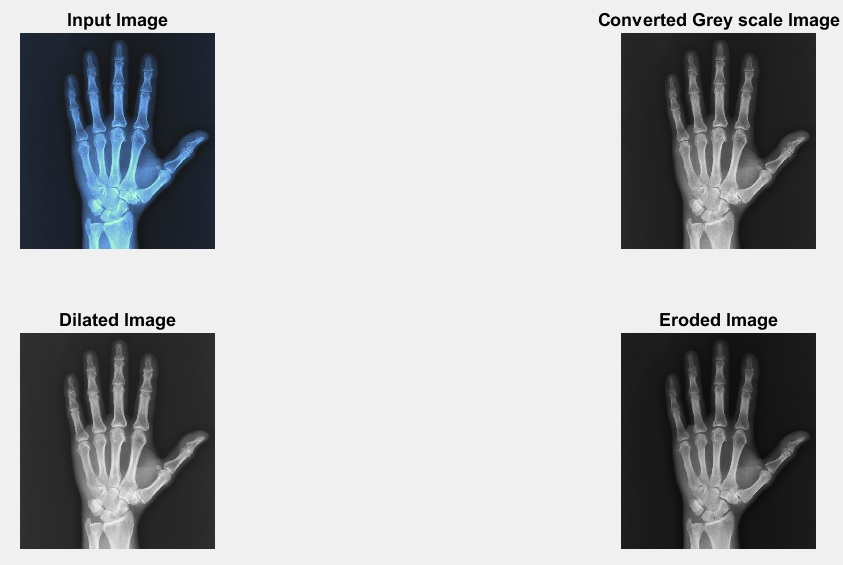 Input Image
Converted Grey scale Image
Dilated Image
Eroded Image